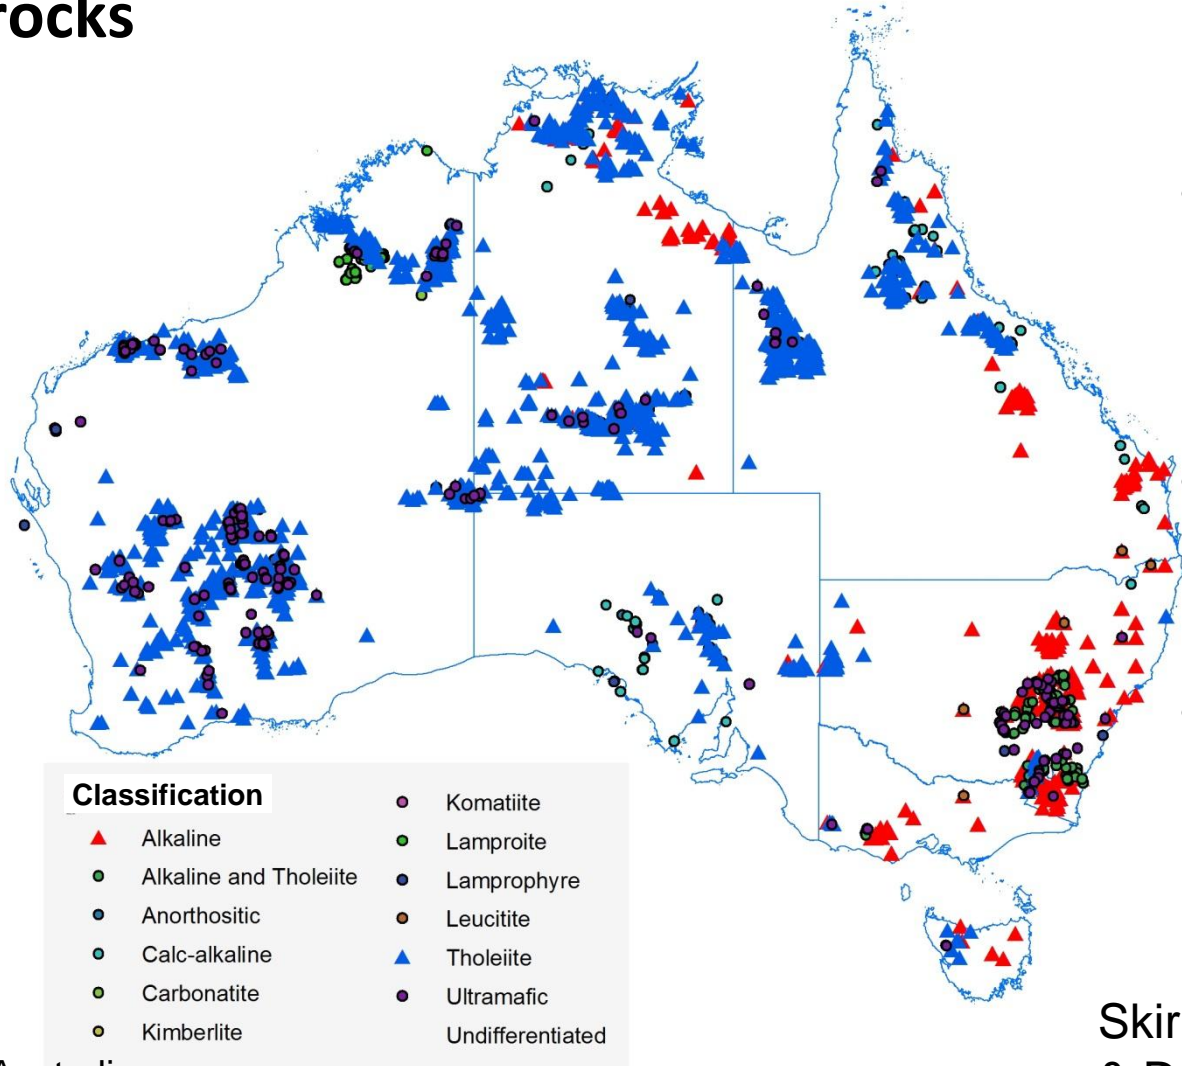 rocks
Classification
Alkaline
Alkaline and Tholeiite
Anorthositic
Calc-alkaline
Carbonatite
Kimberlite
Komatiite
Lamproite
Lamprophyre
Leucitite
Tholeiite
Ultramafic
Undifferentiated
Skir